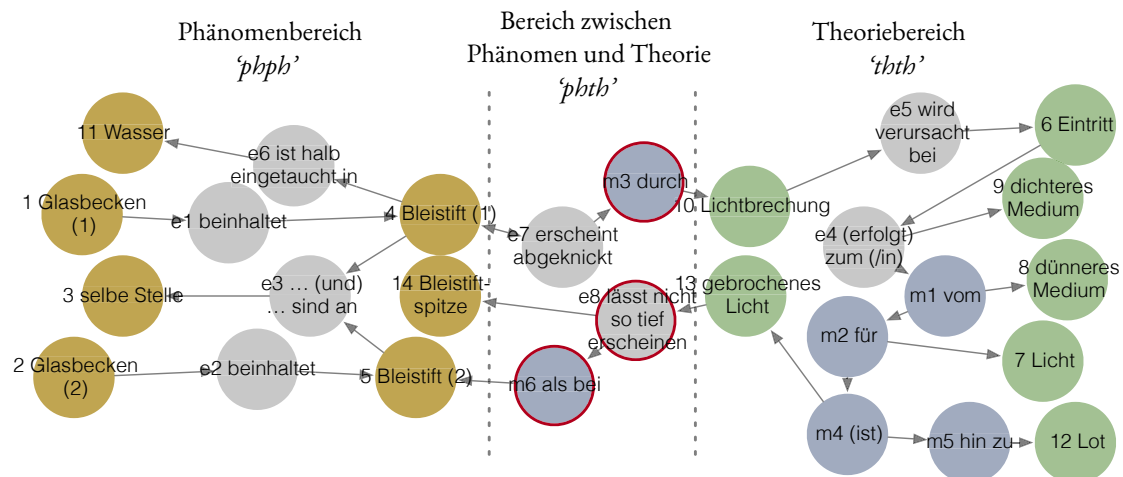 Phänomenbereich
‘phph’
Bereich zwischen
Phänomen und Theorie
‘phth’
Theoriebereich
‘thth’
11 Wasser
e6 ist halb
eingetaucht in
1 Glasbecken
(1)
e1 beinhaltet
4 Bleistift (1)
3 selbe Stelle
e3 ... (und)
... sind an
14 Bleistift-
spitze
2 Glasbecken
(2)
e2 beinhaltet
5 Bleistift (2)
m3 durch
e7 erscheint
abgeknickt
e8 lässt nicht
so tief
erscheinen
m6 als bei
10 Lichtbrechung
13 gebrochenes
Licht
e5 wird
verursacht
bei
6 Eintritt
9 dichteres
Medium
e4 (erfolgt)
zum (/in)
8 dünneres
Medium
m1 vom
m2 für
7 Licht
m4 (ist)
m5 hin zu
12 Lot